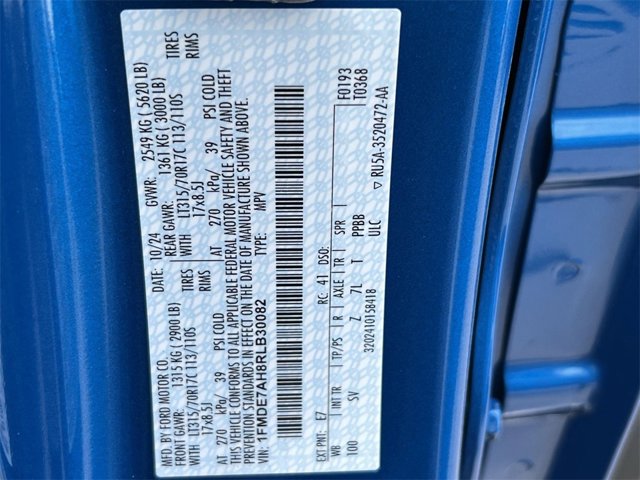 MFD. BY FORD MOTOR CO.
DATE: 10/24 GVWR: 2549 KG ( 5620 LB)
FRONT GAWR: 1315 KG (2900 LB) REAR GAWR: 1361 KG ( 3000 LB)
WITH LT315/70R17C 113/110S TIRES WITH LT315/70R17C 113/110S TIRES
17x8.5J RIMS 17x8.5J RIMS
AT 270 kPa/ 39 PSI COLD AT 270 kPa/ 39 PSI COLD
THIS VEHICLE CONFORMS TO ALL APPLICABLE FEDERAL MOTOR VEHICLE SAFETY AND THEFT
PREVENTION STANDARDS IN EFFECT ON THE DATE OF MANUFACTURE SHOWN ABOVE.
VIN: 1FMDE7AH8RLB30082 TYPE: MPV
F0193
T0368
EXT PNT: E7 RC: 41 DSO:
WB INT TR TP/PS R AXLE TR SPR
100 SV Z 7L T PPBB
3202410158418 ULC
▽ RU5A-3520472-AA